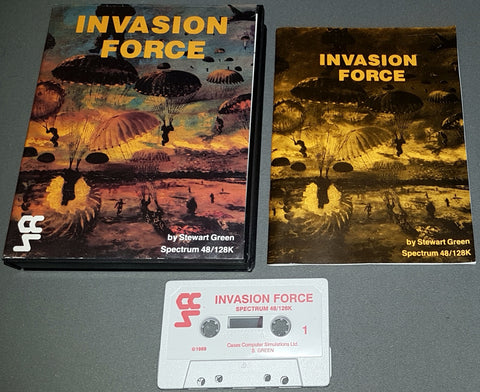 INVASION
FORCE
by Stewart Green
Spectrum 48/128K
INVASION
FORCE
by Stewart Green
Spectrum 48/128K
INVASION FORCE
SPECTRUM 48/128K
1
Cases Computer Simulations Ltd.
S. GREEN